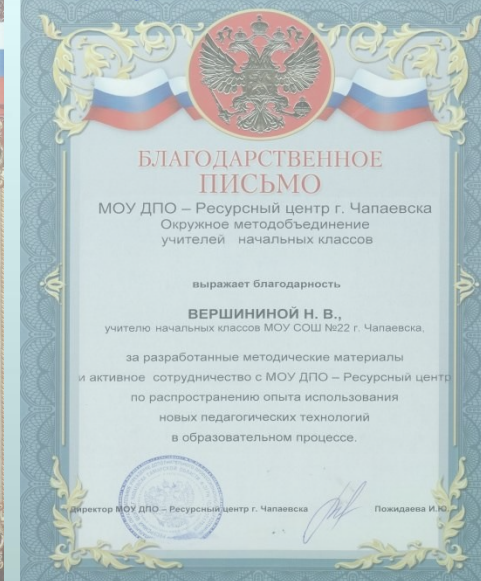 БЛАГОДАРСТВЕННОЕ
ПИСЬМО
МОУ ДПО – Ресурсный центр г. Чапаевска
Окружное методобъединение
учителей начальных классов
выражает благодарность
ВЕРШИНИНОЙ Н. В.,
учителю начальных классов МОУ СОШ №22 г. Чапаевска.
за разработанные методические материалы
и активное сотрудничество с МОУ ДПО – Ресурсный центр
по распространению опыта использования
новых педагогических технологий
в образовательном процессе.
Директор МОУ ДПО – Ресурсный центр г. Чапаевска Пожидаева И.Ю.